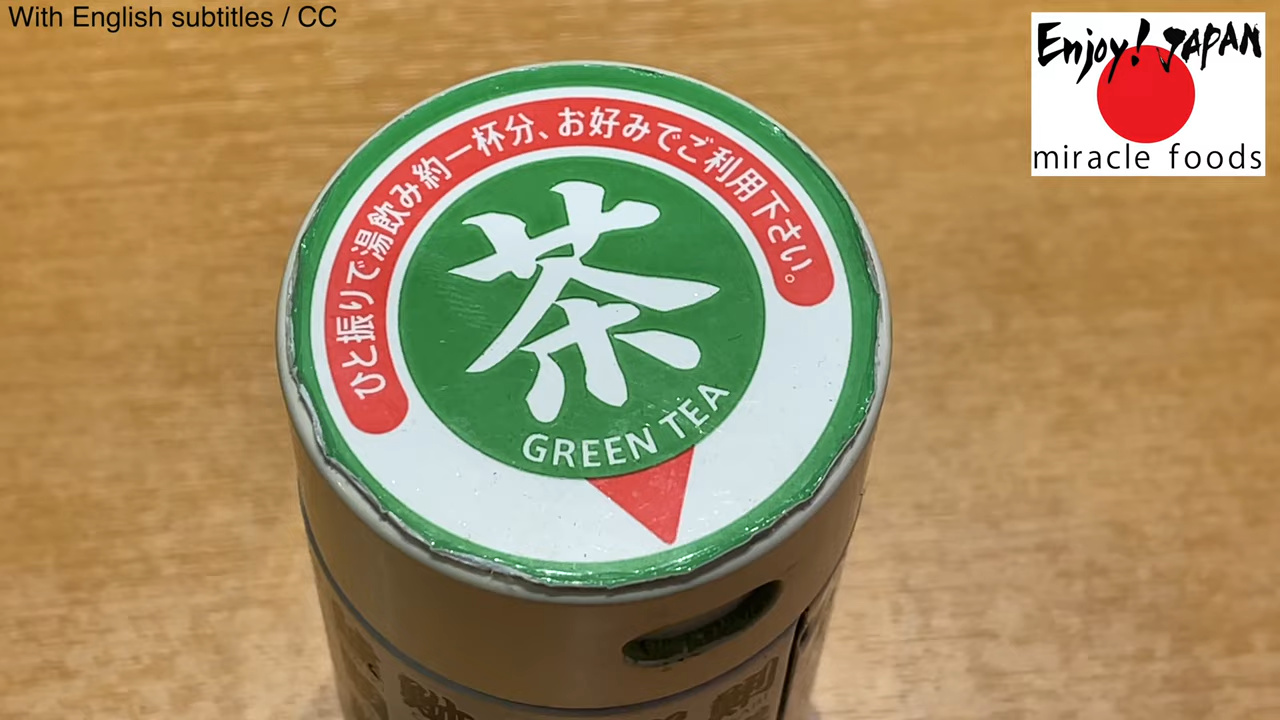 With English subtitles / CC
Enjoy! JAPAN
miracle foods
ひと振りで湯飲み約一杯分、お好みでご利用下さい。
茶
GREEN TEA